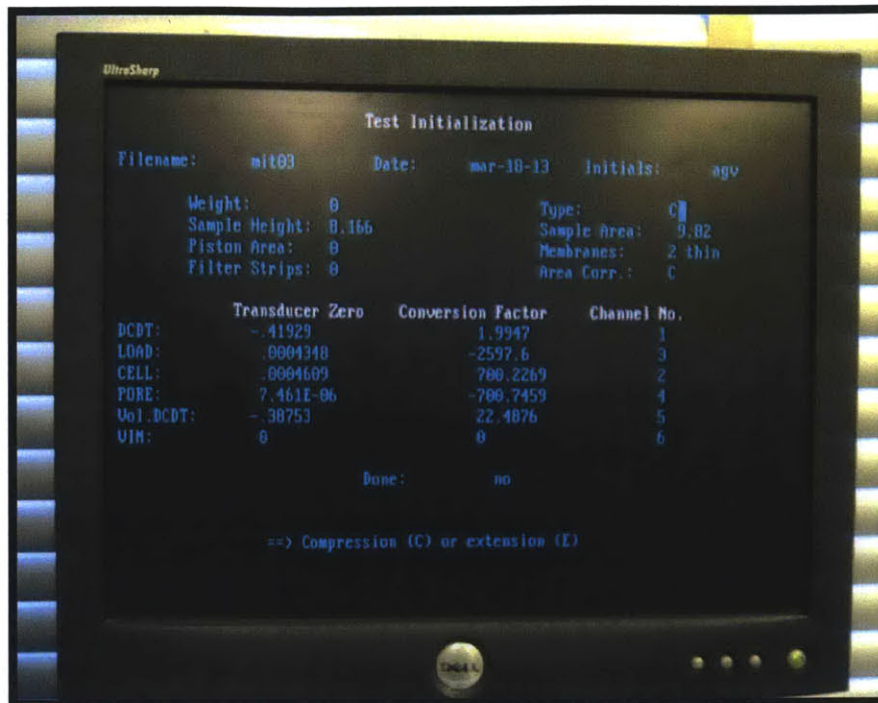 UltraSharp
Test Initialization
Filename: mit03 Date: mar-18-13 Initials: agv
Weight: 0 Type: C
Sample Height: 8.166 Sample Area: 9.82
Piston Area: 0 Membranes: 2 thin
Filter Strips: 0 Area Corr.: C
Transducer Zero Conversion Factor Channel No.
DCDT: -.41929 1.9947 1
LOAD: .0004348 -2597.6 3
CELL: .0004609 700.2269 2
PORE: 7.461E-06 -700.7459 4
Vol.DCDT: -.38753 22.4876 5
VIN: 0 0 6
Done: no
==> Compression (C) or extension (E)
DELL